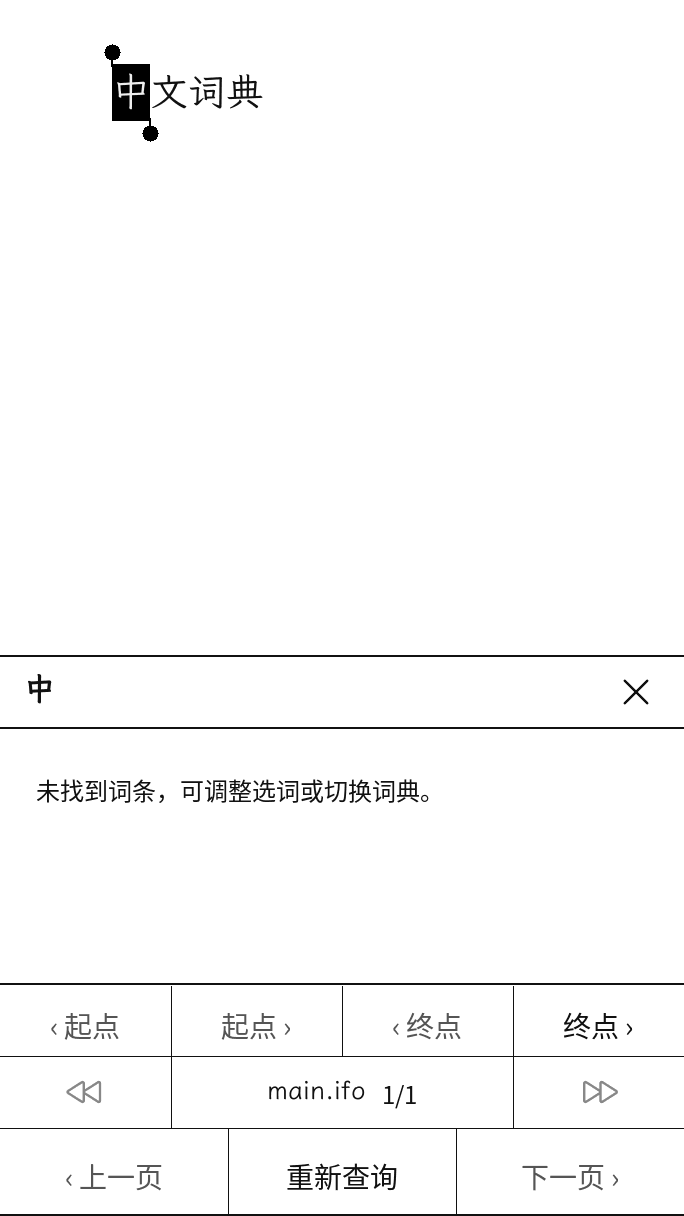 中文词典
中
未找到词条，可调整选词或切换词典。
‹ 起点 起点 › ‹ 终点 终点 ›
main.ifo 1/1
‹ 上一页 重新查询 下一页 ›